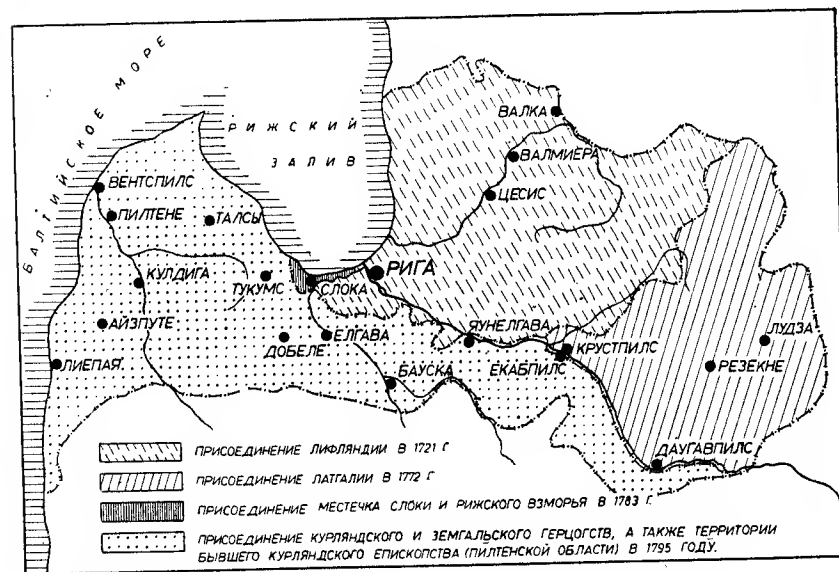 БАЛТИЙСКОЕ МОРЕ
РИЖСКИЙ
ЗАЛИВ
ВАЛКА
ВАЛМИЕРА
ЦЕСИС
ВЕНТСПИЛС
ПИЛТЕНЕ
ТАЛСЫ
КУЛДИГА
ТУКУМС
СЛОКА
РИГА
АЙЗПУТЕ
ДОБЕЛЕ
ЕЛГАВА
ЯУНЕЛГАВА
КРУСТПИЛС
ЛУДЗА
ЛИЕПАЯ
БАУСКА
ЕКАБПИЛС
РЕЗЕКНЕ
ДАУГАВПИЛС
ПРИСОЕДИНЕНИЕ ЛИФЛЯНДИИ В 1721 Г.
ПРИСОЕДИНЕНИЕ ЛАТГАЛИИ В 1772 Г.
ПРИСОЕДИНЕНИЕ МЕСТЕЧКА СЛОКИ И РИЖСКОГО ВЗМОРЬЯ В 1783 Г.
ПРИСОЕДИНЕНИЕ КУРЛЯНДСКОГО И ЗЕМГАЛЬСКОГО ГЕРЦОГСТВ, А ТАКЖЕ ТЕРРИТОРИИ
БЫВШЕГО КУРЛЯНДСКОГО ЕПИСКОПСТВА (ПИЛТЕНСКОЙ ОБЛАСТИ) В 1795 ГОДУ.